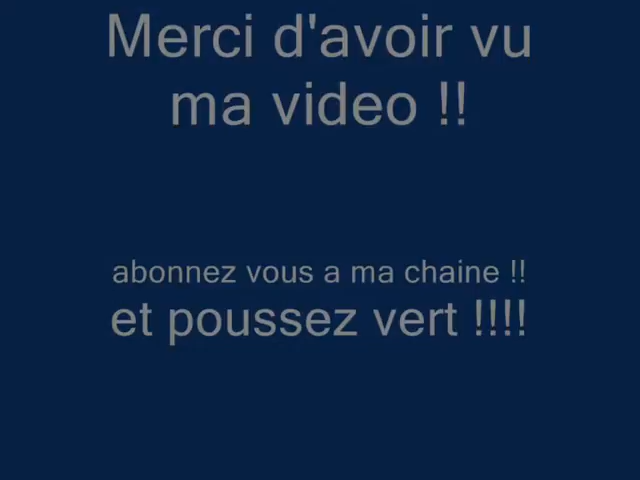 Merci d'avoir vu
ma video !!
abonnez vous a ma chaine !!
et poussez vert !!!!